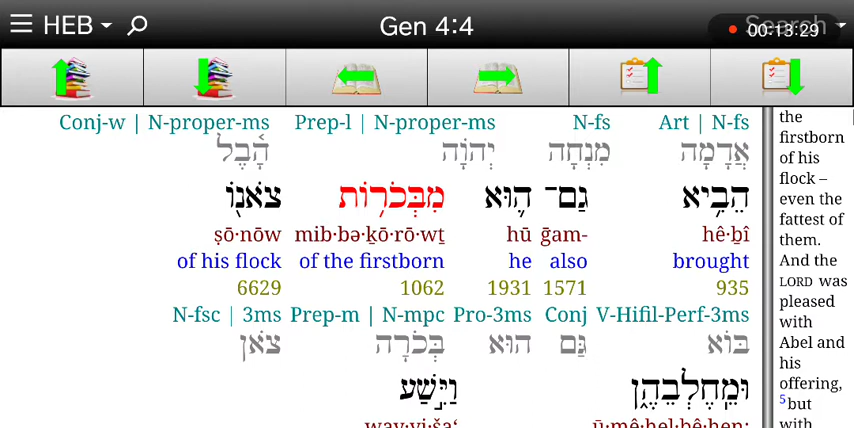 HEB Gen 4:4 00:13:29
Conj-w | N-proper-ms Prep-l | N-proper-ms N-fs Art | N-fs
הֶ֫בֶל יְהוָֹה מִנְחָה אֲדָמָה
הֵבִ֥יא גַם־ ה֛וּא מִבְּכֹר֥וֹת צֹאנ֖וֹ
ṣō·nōw mib·bə·ḵō·rō·wṯ hū ḡam- hê·ḇî
of his flock of the firstborn he also brought
6629 1062 1931 1571 935
N-fsc | 3ms Prep-m | N-mpc Pro-3ms Conj V-Hifil-Perf-3ms
בּוֹא גַּם הוּא בְּכֹרָה צֹאן
וּמֵֽחֶלְבֵהֶ֑ן וַיִּ֣שַׁע
the
firstborn
of his
flock –
even the
fattest of
them.
And the
LORD was
pleased
with
Abel and
his
offering,
5but
with